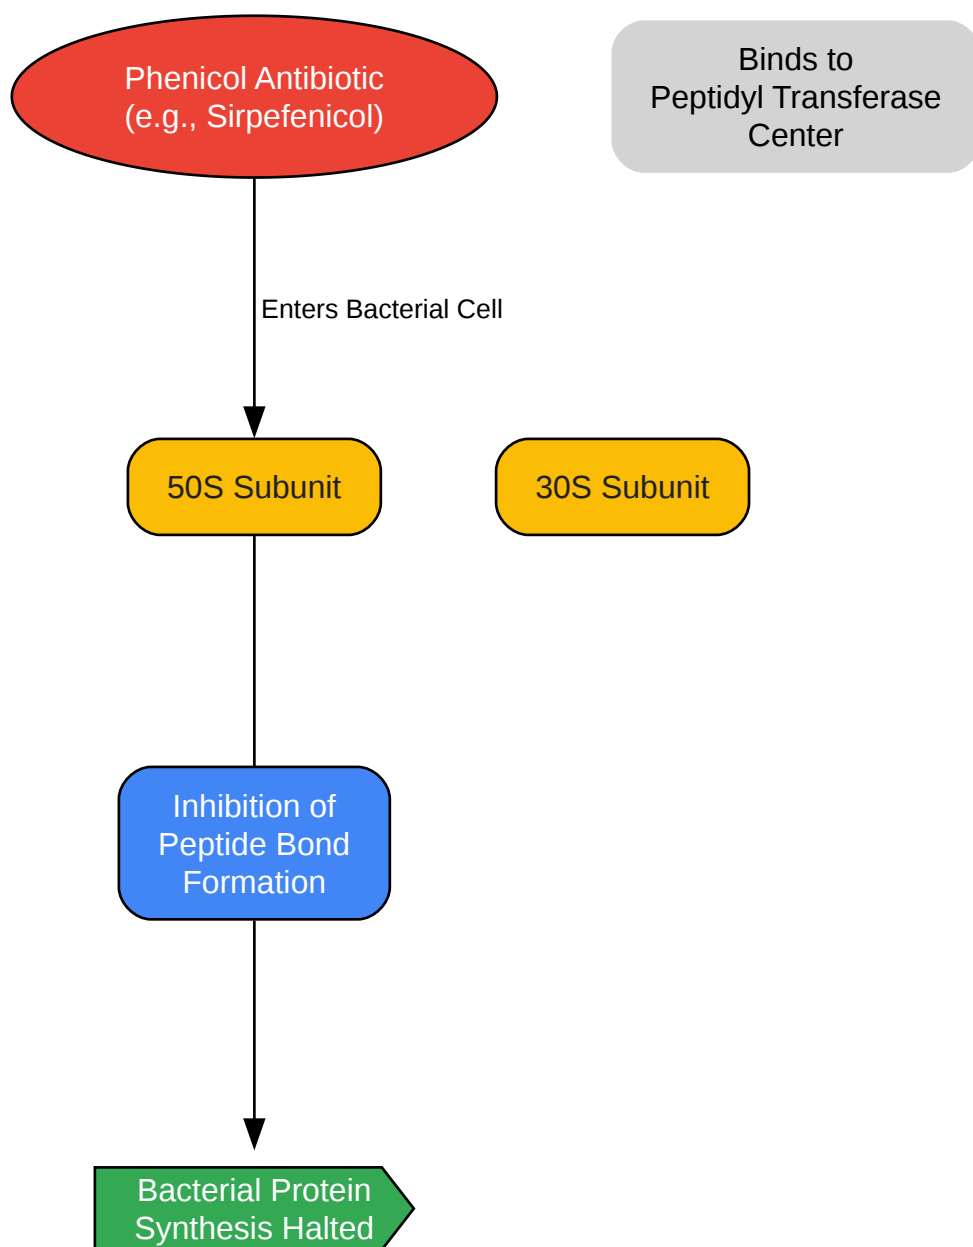 Phenicol Antibiotic
(e.g., Sirpefenicol)
Binds to
Peptidyl Transferase
Center
Enters Bacterial Cell
50S Subunit
30S Subunit
Inhibition of
Peptide Bond
Formation
Bacterial Protein
Synthesis Halted